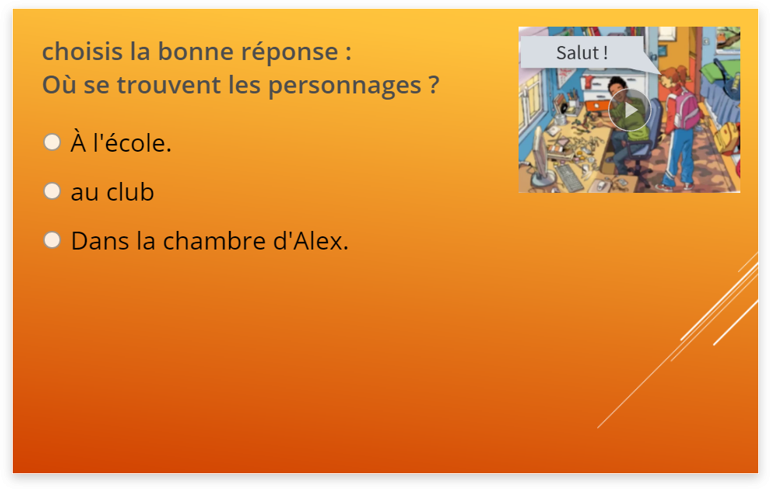 choisis la bonne réponse :
Où se trouvent les personnages ?
Salut !
À l'école.
au club
Dans la chambre d'Alex.